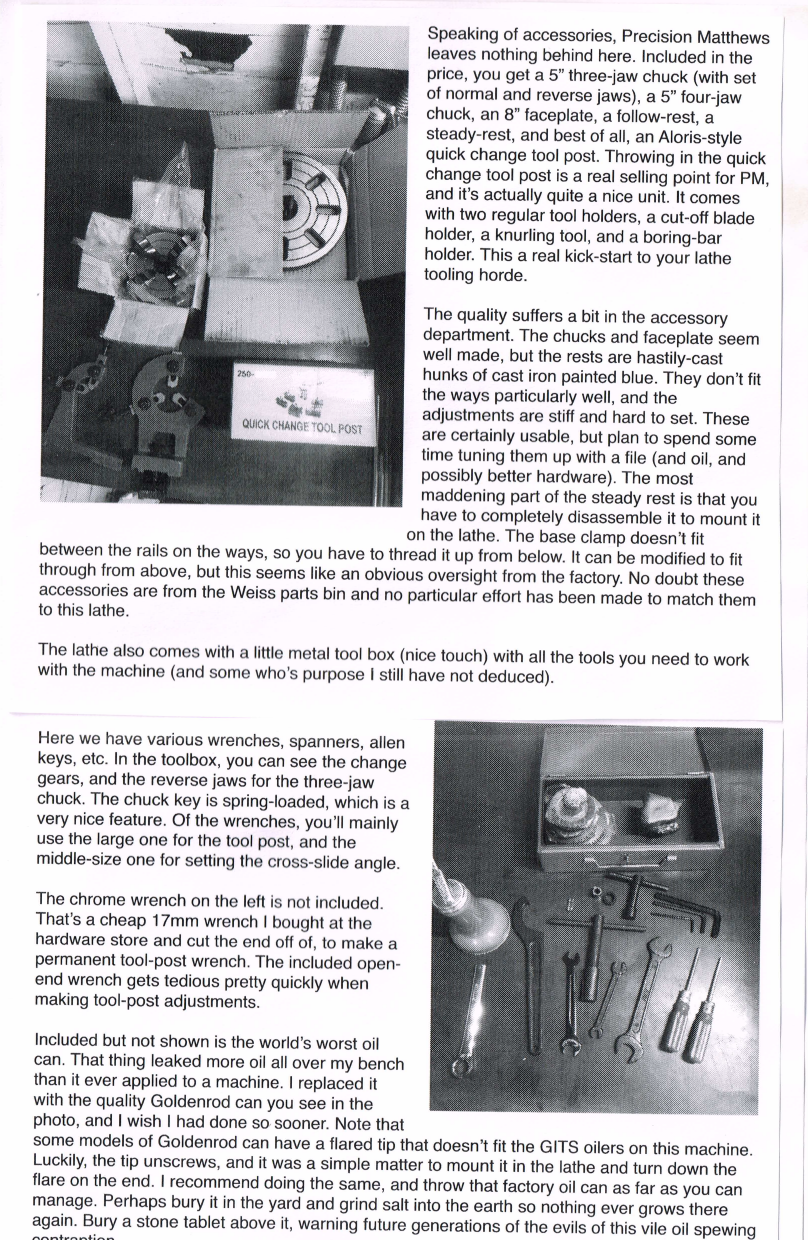 Speaking of accessories, Precision Matthews
leaves nothing behind here. Included in the
price, you get a 5” three-jaw chuck (with set
of normal and reverse jaws), a 5” four-jaw
chuck, an 8” faceplate, a follow-rest, a
steady-rest, and best of all, an Aloris-style
quick change tool post. Throwing in the quick
change tool post is a real selling point for PM,
and it’s actually quite a nice unit. It comes
with two regular tool holders, a cut-off blade
holder, a knurling tool, and a boring-bar
holder. This a real kick-start to your lathe
tooling horde.
250-
QUICK CHANGE TOOL POST
The quality suffers a bit in the accessory
department. The chucks and faceplate seem
well made, but the rests are hastily-cast
hunks of cast iron painted blue. They don’t fit
the ways particularly well, and the
adjustments are stiff and hard to set. These
are certainly usable, but plan to spend some
time tuning them up with a file (and oil, and
possibly better hardware). The most
maddening part of the steady rest is that you
have to completely disassemble it to mount it
on the lathe. The base clamp doesn’t fit
between the rails on the ways, so you have to thread it up from below. It can be modified to fit
through from above, but this seems like an obvious oversight from the factory. No doubt these
accessories are from the Weiss parts bin and no particular effort has been made to match them
to this lathe.
The lathe also comes with a little metal tool box (nice touch) with all the tools you need to work
with the machine (and some who’s purpose I still have not deduced).
Here we have various wrenches, spanners, allen
keys, etc. In the toolbox, you can see the change
gears, and the reverse jaws for the three-jaw
chuck. The chuck key is spring-loaded, which is a
very nice feature. Of the wrenches, you’ll mainly
use the large one for the tool post, and the
middle-size one for setting the cross-slide angle.
The chrome wrench on the left is not included.
That’s a cheap 17mm wrench I bought at the
hardware store and cut the end off of, to make a
permanent tool-post wrench. The included open-
end wrench gets tedious pretty quickly when
making tool-post adjustments.
Included but not shown is the world’s worst oil
can. That thing leaked more oil all over my bench
than it ever applied to a machine. I replaced it
with the quality Goldenrod can you see in the
photo, and I wish I had done so sooner. Note that
some models of Goldenrod can have a flared tip that doesn’t fit the GITS oilers on this machine.
Luckily, the tip unscrews, and it was a simple matter to mount it in the lathe and turn down the
flare on the end. I recommend doing the same, and throw that factory oil can as far as you can
manage. Perhaps bury it in the yard and grind salt into the earth so nothing ever grows there
again. Bury a stone tablet above it, warning future generations of the evils of this vile oil spewing